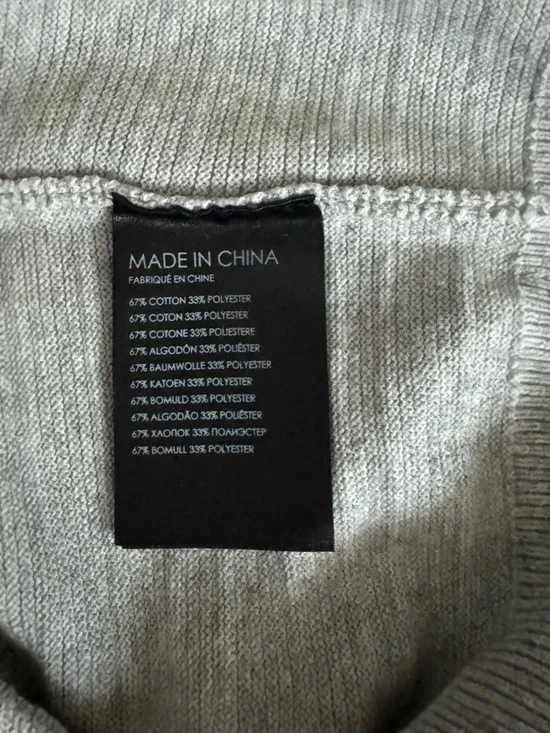 MADE IN CHINA
FABRIQUÉ EN CHINE
67% COTTON 33% POLYESTER
67% COTON 33% POLYESTER
67% COTONE 33% POLIESTERE
67% ALGODÓN 33% POLIÉSTER
67% BAUMWOLLE 33% POLYESTER
67% KATOEN 33% POLYESTER
67% BOMULD 33% POLYESTER
67% ALGODÃO 33% POLIÉSTER
67% ХЛОПОК 33% ПОЛИЭСТЕР
67% BOMULL 33% POLYESTER